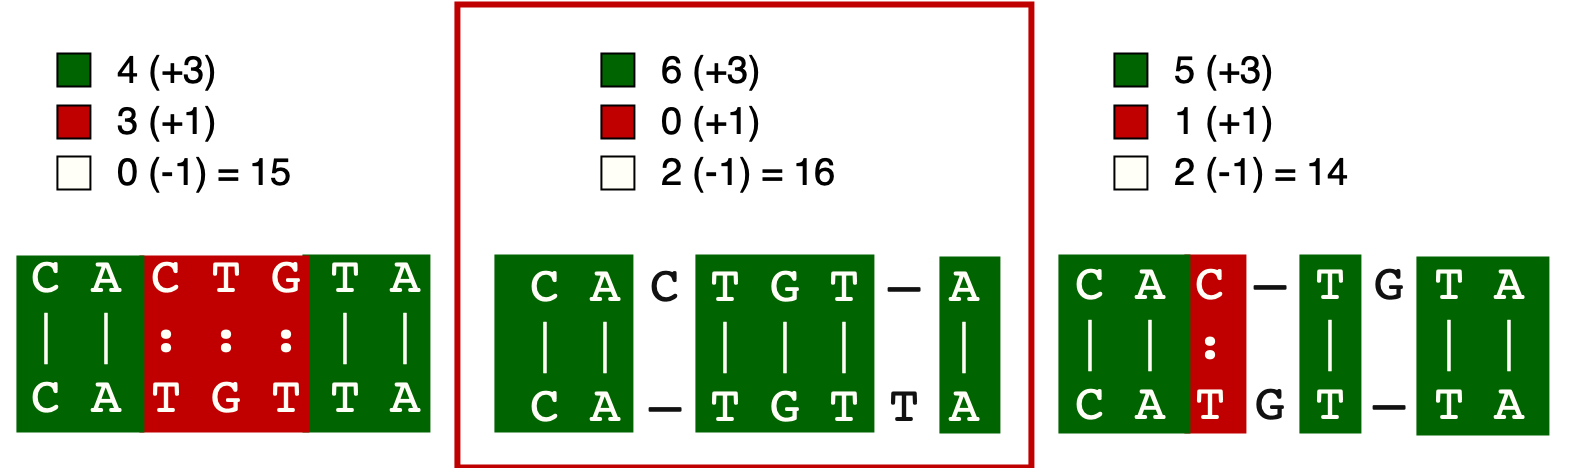 4 (+3)
3 (+1)
0 (-1) = 15
C A C T G T A
| | : : : | |
C A T G T T A
6 (+3)
0 (+1)
2 (-1) = 16
C A C T G T – A
| | | | | |
C A – T G T T A
5 (+3)
1 (+1)
2 (-1) = 14
C A C – T G T A
| | : | | |
C A T G T – T A